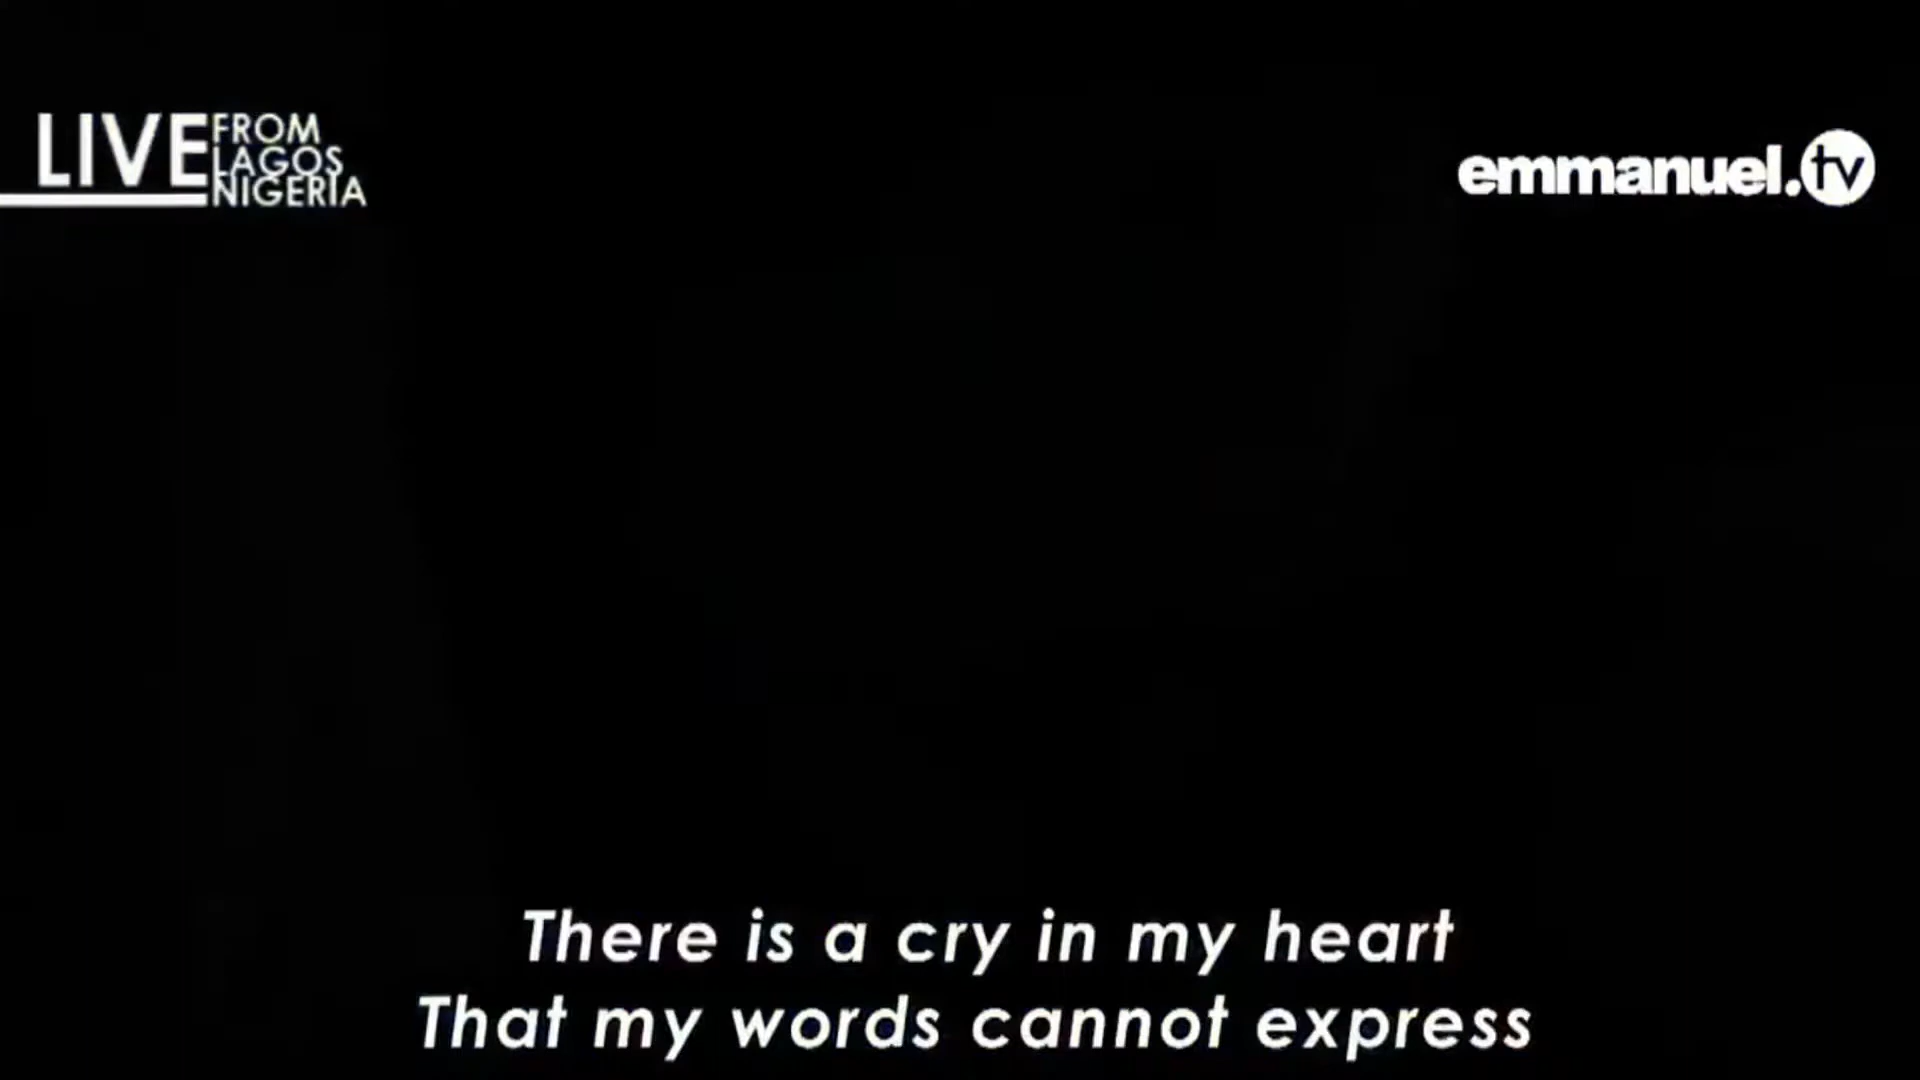 LIVE FROM
LAGOS
NIGERIA
emmanuel.tv
There is a cry in my heart
That my words cannot express